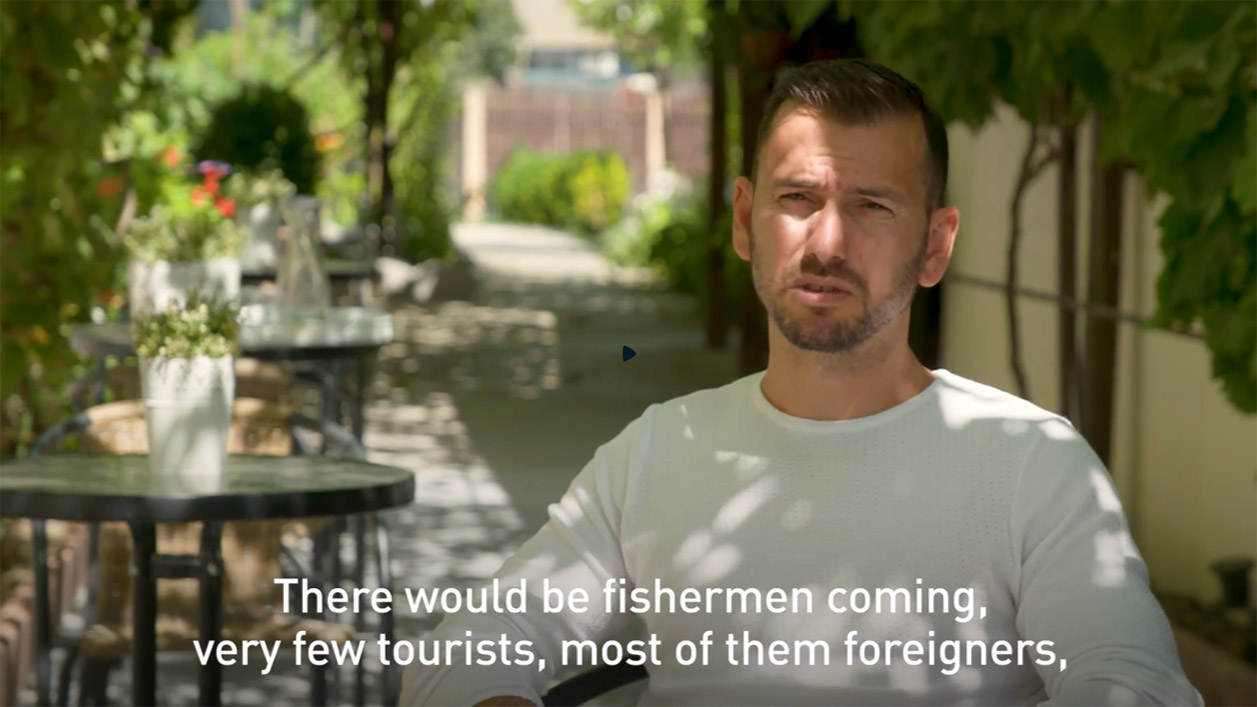 There would be fishermen coming,
very few tourists, most of them foreigners,